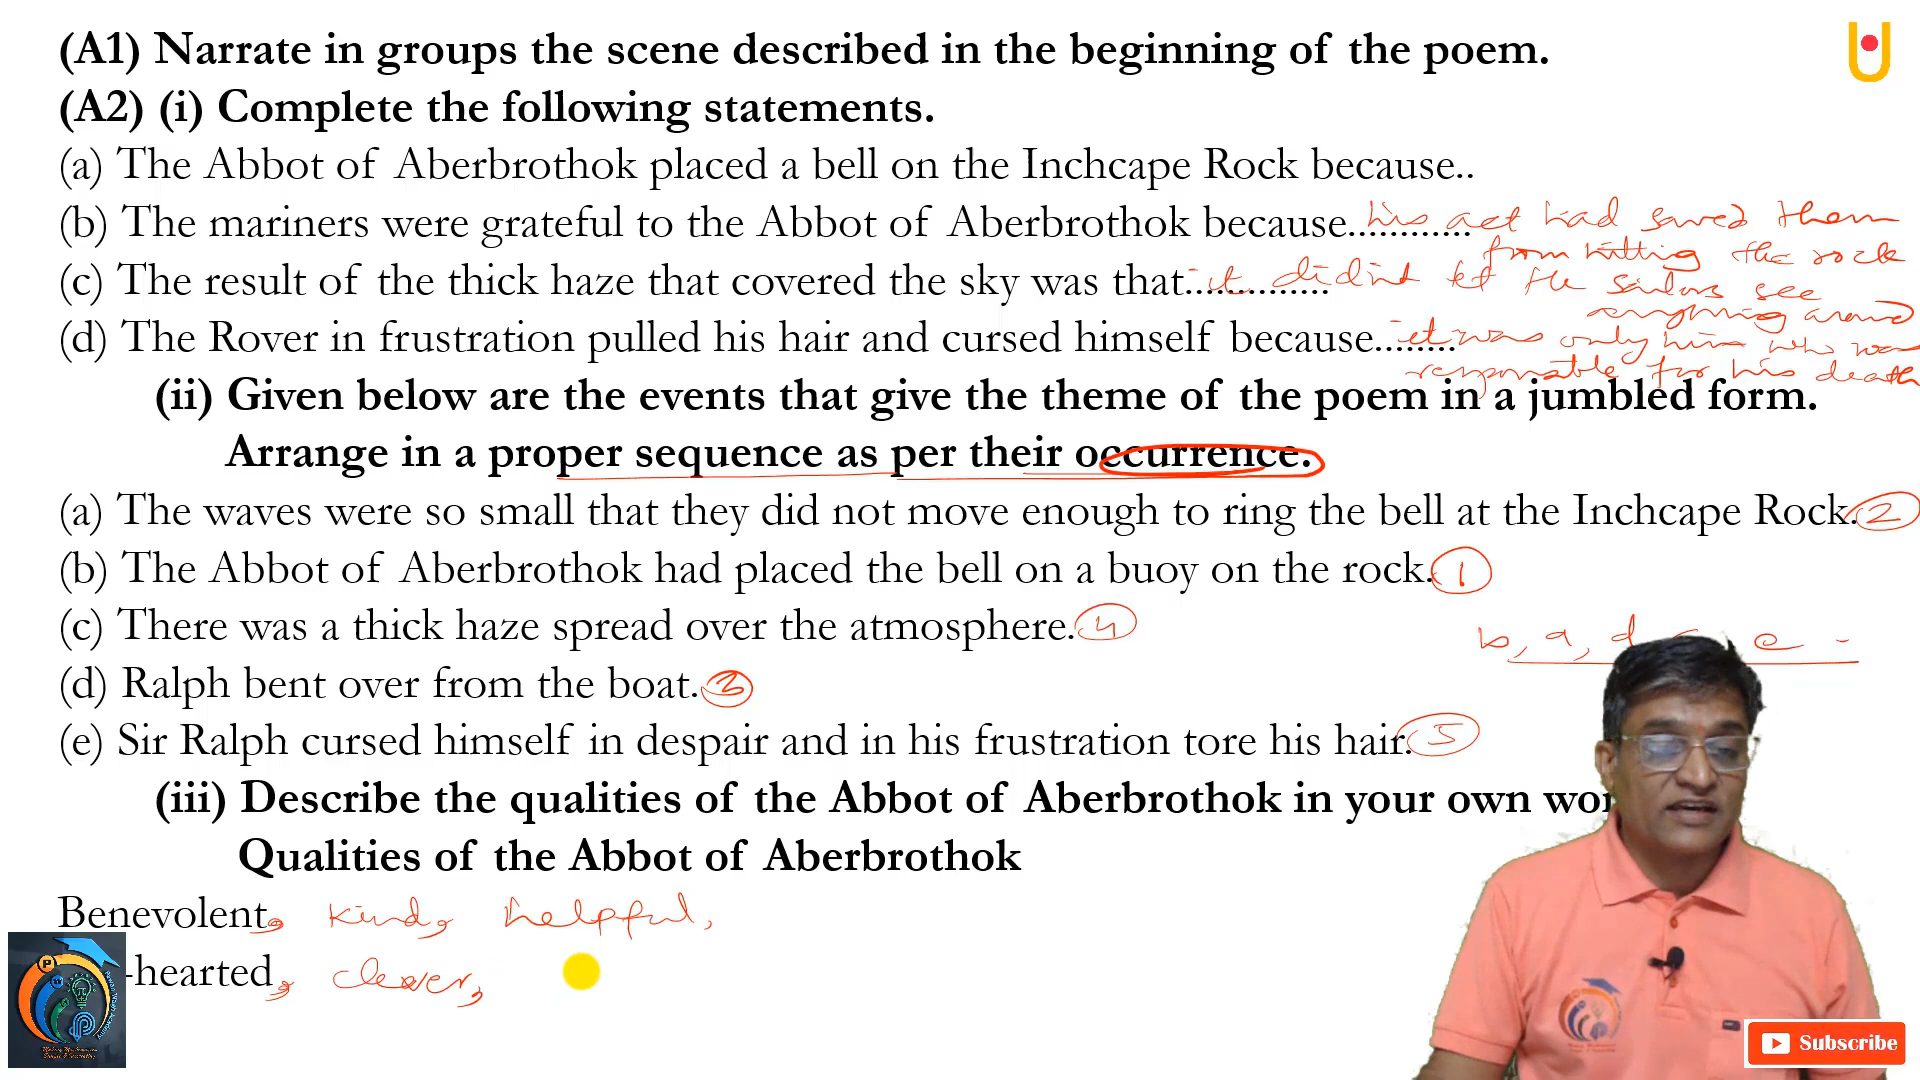 (A1) Narrate in groups the scene described in the beginning of the poem.
(A2) (i) Complete the following statements.
(a) The Abbot of Aberbrothok placed a bell on the Inchcape Rock because..
(b) The mariners were grateful to the Abbot of Aberbrothok because............ his act had saved them
from hitting the rock
(c) The result of the thick haze that covered the sky was that.............. it didn't let the sailors see
anything around
(d) The Rover in frustration pulled his hair and cursed himself because........ it was only him who was
responsable for his death
(ii) Given below are the events that give the theme of the poem in a jumbled form.
Arrange in a proper sequence as per their occurrence.
(a) The waves were so small that they did not move enough to ring the bell at the Inchcape Rock. 2
(b) The Abbot of Aberbrothok had placed the bell on a buoy on the rock. 1
(c) There was a thick haze spread over the atmosphere. 4
b, a, d e
(d) Ralph bent over from the boat. 3
(e) Sir Ralph cursed himself in despair and in his frustration tore his hair. 5
(iii) Describe the qualities of the Abbot of Aberbrothok in your own
Qualities of the Abbot of Aberbrothok
Benevolent, kind, helpful,
-hearted, clever,
Subscribe